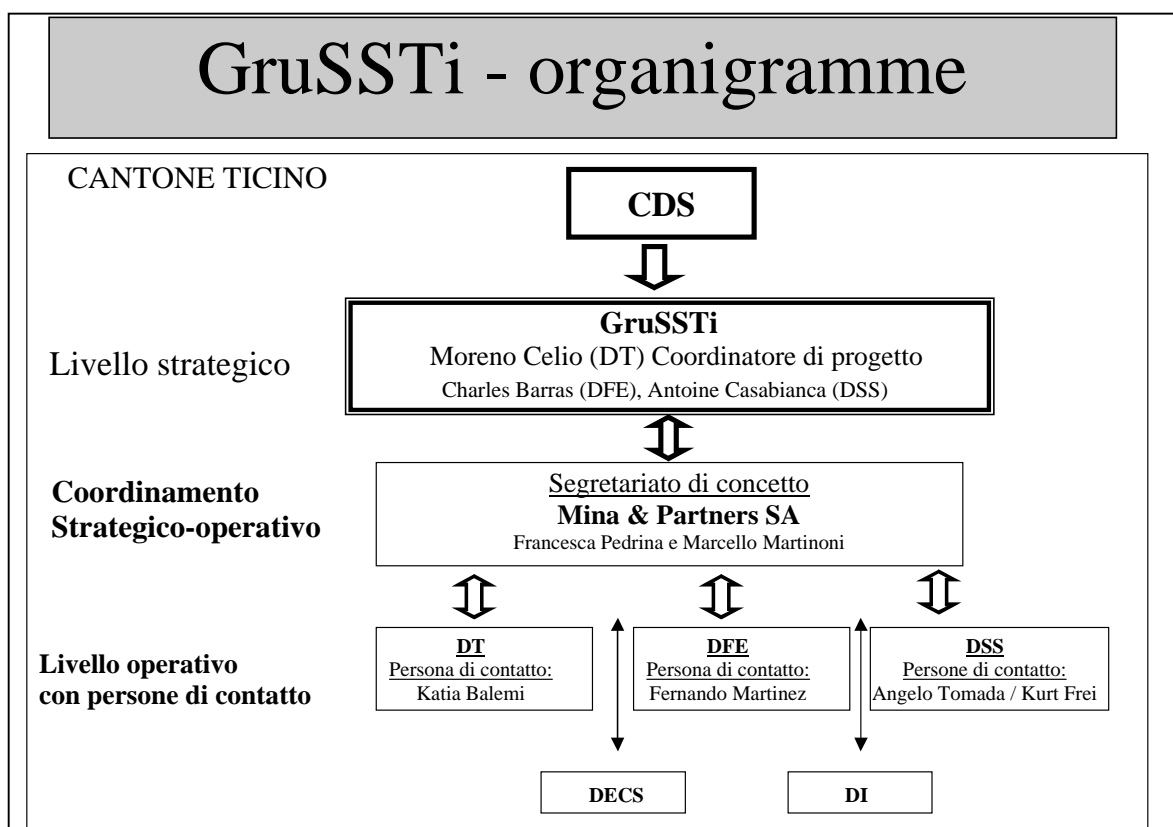 GruSSTi - organigramme
CANTONE TICINO
CDS
Livello strategico
GruSSTi
Moreno Celio (DT) Coordinatore di progetto
Charles Barras (DFE), Antoine Casabianca (DSS)
Coordinamento
Strategico-operativo
Segretariato di concetto
Mina & Partners SA
Francesca Pedrina e Marcello Martinoni
Livello operativo
con persone di contatto
DT
Persona di contatto:
Katia Balemi
DFE
Persona di contatto:
Fernando Martinez
DSS
Persone di contatto:
Angelo Tomada / Kurt Frei
DECS
DI